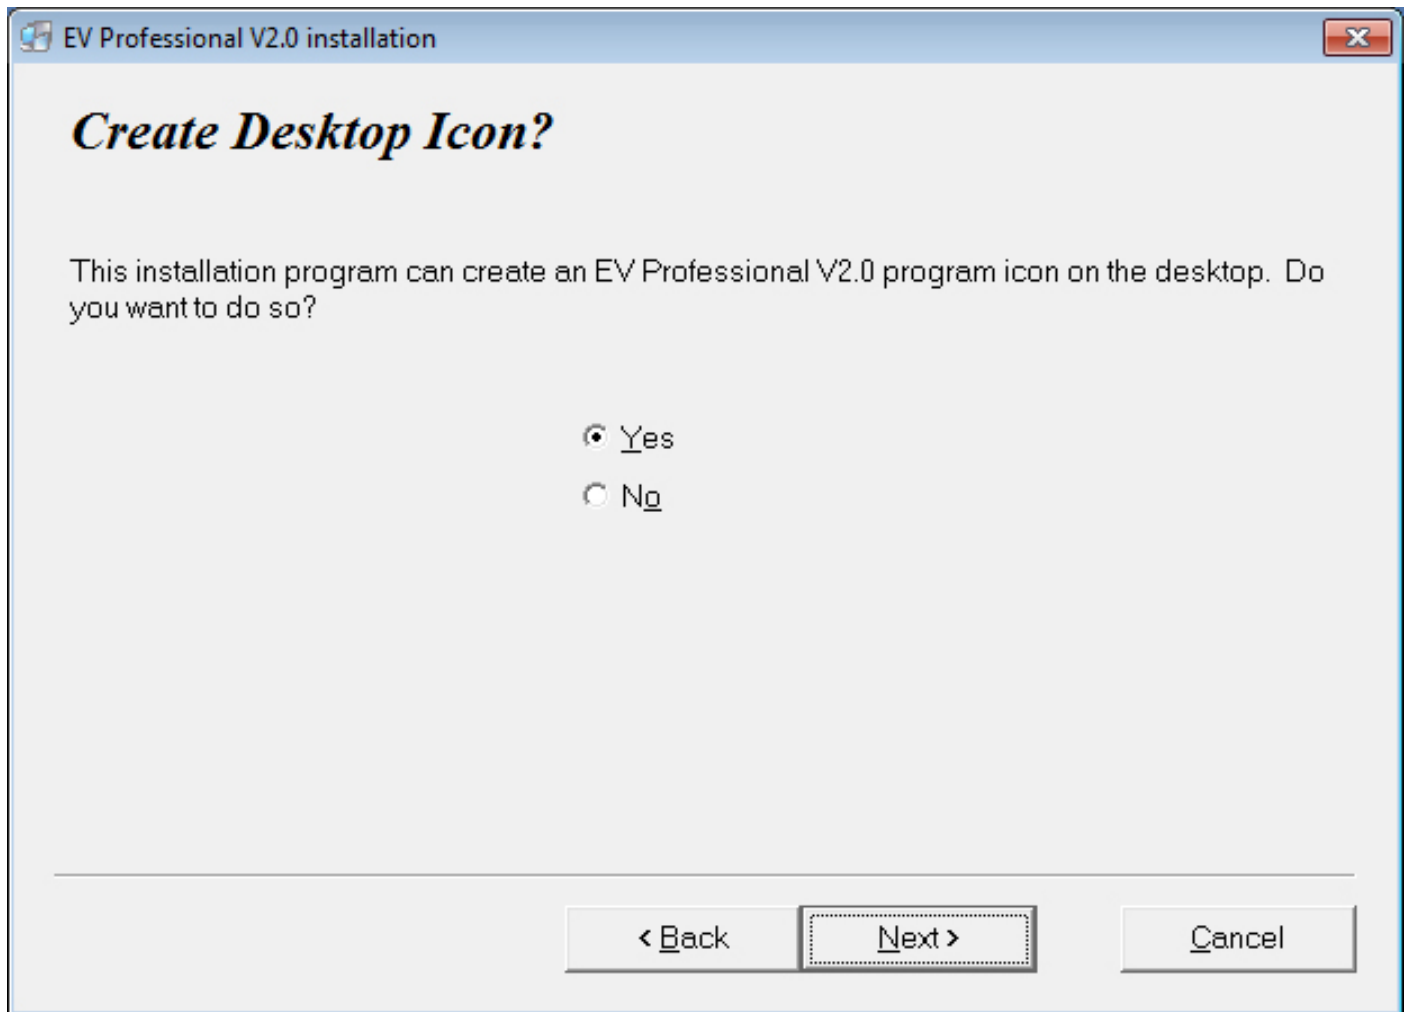 EV Professional V2.0 installation
Create Desktop Icon?
This installation program can create an EV Professional V2.0 program icon on the desktop.  Do
you want to do so?
Yes
No
< Back
Next >
Cancel